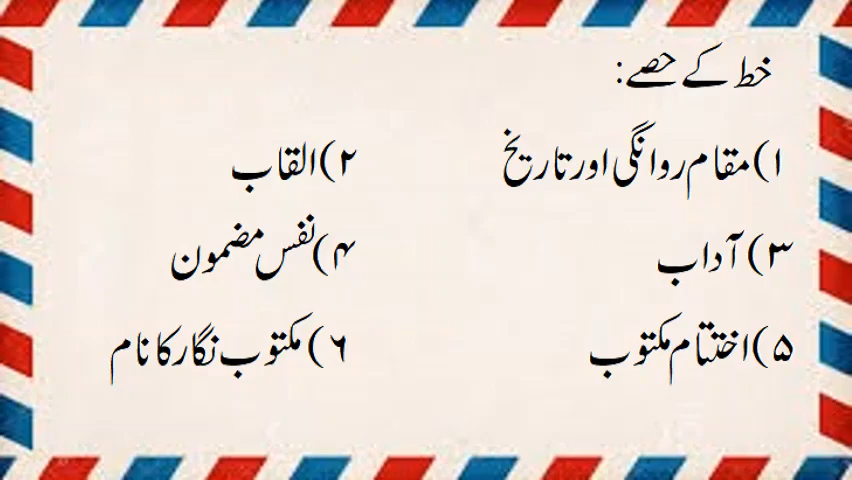 خط کے حصے:
۱) مقام روانگی اور تاریخ ۲) القاب
۳) آداب ۴) نفس مضمون
۵) اختتام مکتوب ۶) مکتوب نگار کا نام